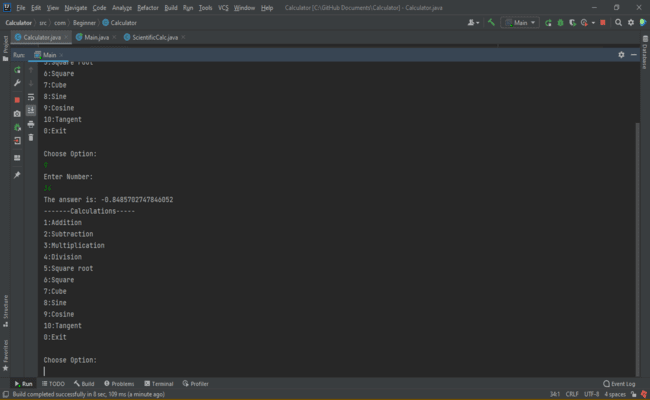 File Edit View Navigate Code Analyze Refactor Build Run Tools VCS Window Help Calculator [C:\GitHub Documents\Calculator] - Calculator.java
Calculator src com Beginner Calculator Main
Calculator.java Main.java ScientificCalc.java
Project
Database
Run: Main
5:Square root
6:Square
7:Cube
8:Sine
9:Cosine
10:Tangent
0:Exit
Choose Option:
Enter Number:
The answer is: -0.8485702747846052
-------Calculations-----
1:Addition
2:Subtraction
3:Multiplication
4:Division
5:Square root
6:Square
7:Cube
8:Sine
9:Cosine
10:Tangent
0:Exit
Choose Option:
Structure
Favorites
Run TODO Build Problems Terminal Profiler Event Log
Build completed successfully in 8 sec, 109 ms (a minute ago) 34:1 CRLF UTF-8 4 spaces